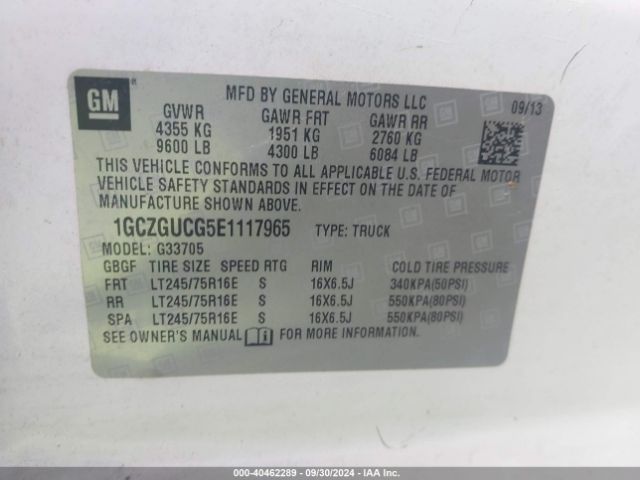 GM
MFD BY GENERAL MOTORS LLC 09/13
GVWR GAWR FRT GAWR RR
4355 KG 1951 KG 2760 KG
9600 LB 4300 LB 6084 LB
THIS VEHICLE CONFORMS TO ALL APPLICABLE U.S. FEDERAL MOTOR
VEHICLE SAFETY STANDARDS IN EFFECT ON THE DATE OF
MANUFACTURE SHOWN ABOVE.
1GCZGUCG5E1117965 TYPE: TRUCK
MODEL: G33705
GBGF TIRE SIZE SPEED RTG RIM COLD TIRE PRESSURE
FRT LT245/75R16E S 16X6.5J 340KPA(50PSI)
RR LT245/75R16E S 16X6.5J 550KPA(80PSI)
SPA LT245/75R16E S 16X6.5J 550KPA(80PSI)
SEE OWNER'S MANUAL FOR MORE INFORMATION.
© - 40462289 - 09/30/2024 - IAA Inc.